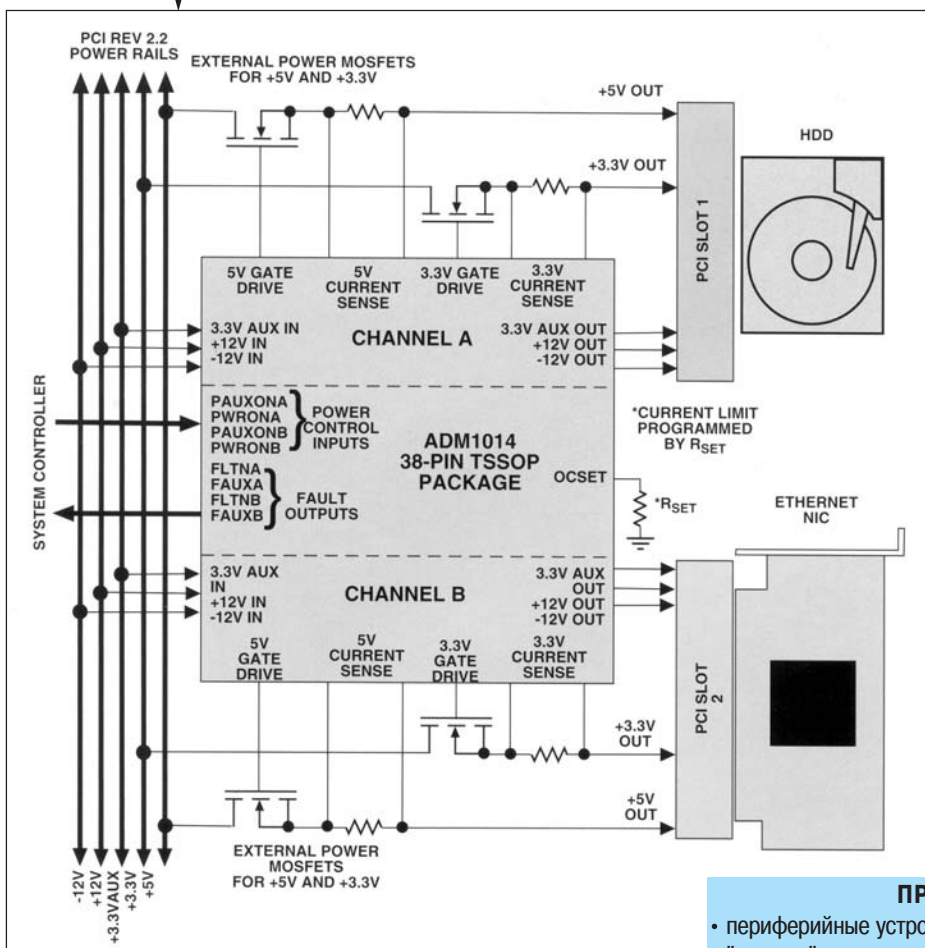 PCI REV 2.2
POWER RAILS
EXTERNAL POWER MOSFETS
FOR +5V AND +3.3V
+5V OUT
HDD
+3.3V OUT
PCI SLOT 1
5V GATE
DRIVE
5V
CURRENT
SENSE
3.3V GATE
DRIVE
3.3V
CURRENT
SENSE
3.3V AUX IN
+12V IN
-12V IN
CHANNEL A
3.3V AUX OUT
+12V OUT
-12V OUT
SYSTEM CONTROLLER
PAUXONA
PWRONA
PAUXONB
PWRONB
POWER
CONTROL
INPUTS
FLTNA
FAUXA
FLTNB
FAUXB
FAULT
OUTPUTS
ADM1014
38-PIN TSSOP
PACKAGE
OCSET
*CURRENT LIMIT
PROGRAMMED
BY RSET
*RSET
ETHERNET
NIC
3.3V AUX
IN
+12V IN
-12V IN
CHANNEL B
3.3V AUX
OUT
+12V OUT
-12V OUT
5V
GATE
DRIVE
5V
CURRENT
SENSE
3.3V
GATE
DRIVE
3.3V
CURRENT
SENSE
PCI SLOT
2
+3.3V
OUT
+5V
OUT
EXTERNAL POWER
MOSFETS
FOR +5V AND +3.3V
-12V
+12V
+3.3VAUX
+3.3V
+5V
ПР
• периферийные устро